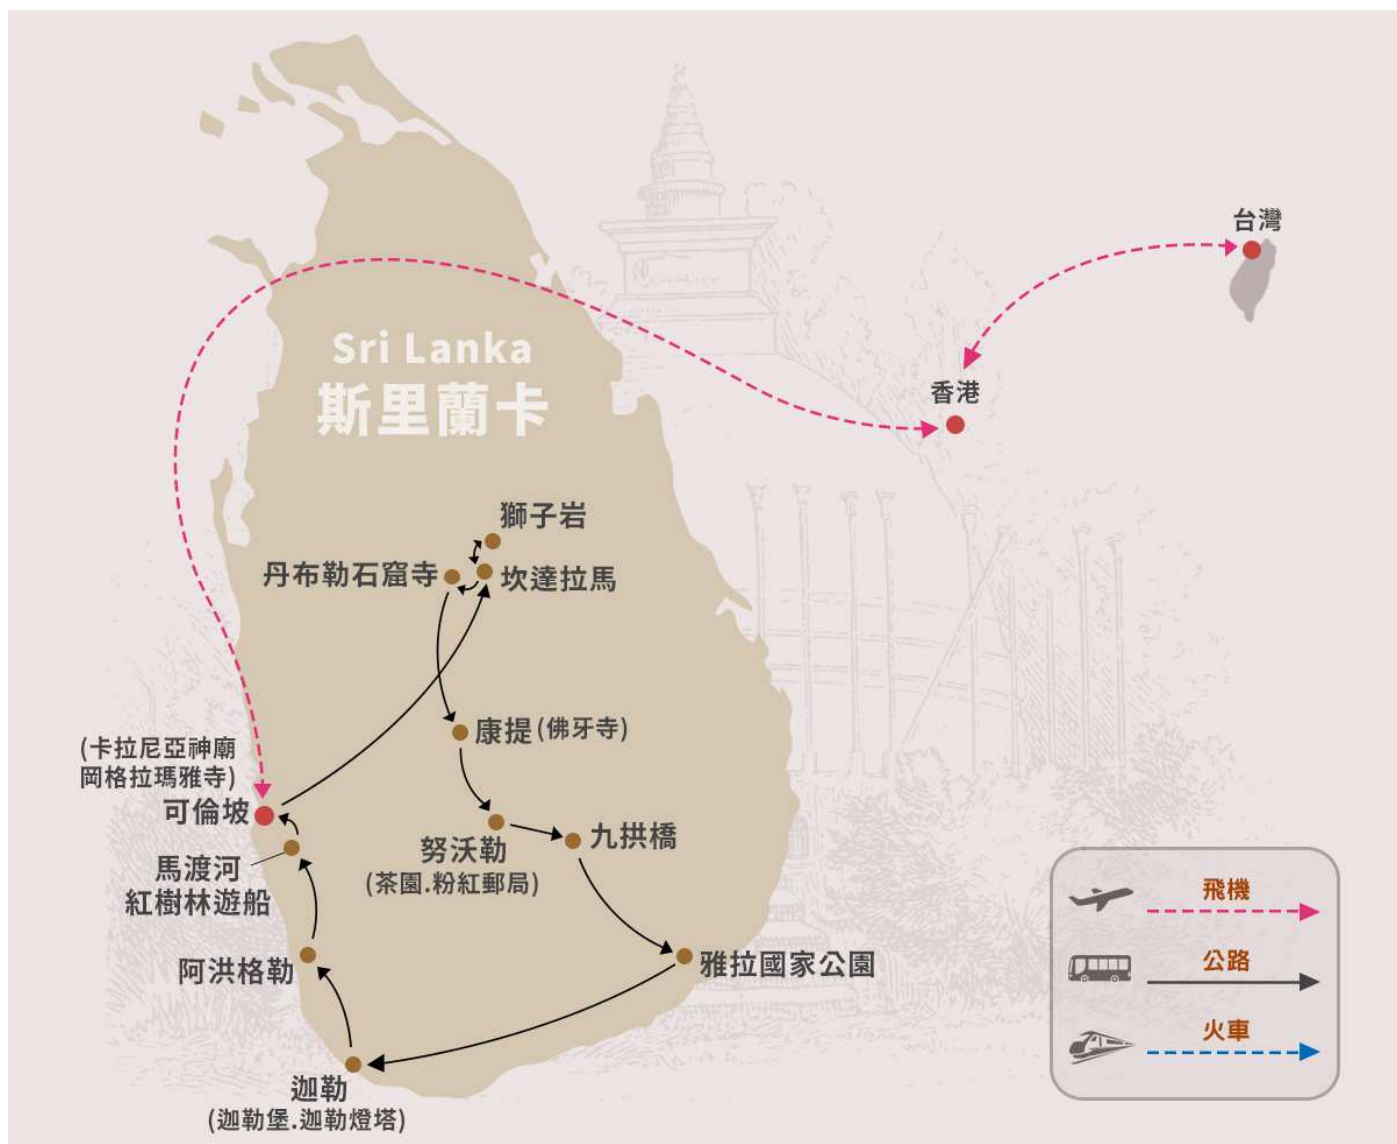 台灣
香港
Sri Lanka
斯里蘭卡
獅子岩
丹布勒石窟寺
坎達拉馬
康提(佛牙寺)
(卡拉尼亞神廟
岡格拉瑪雅寺)
可倫坡
馬渡河
紅樹林遊船
努沃勒
(茶園.粉紅郵局)
九拱橋
阿洪格勒
雅拉國家公園
迦勒
(迦勒堡.迦勒燈塔)
飛機
公路
火車